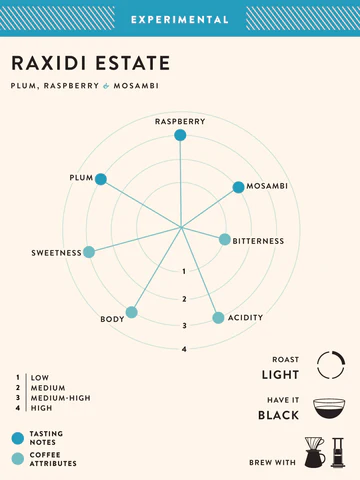 EXPERIMENTAL
RAXIDI ESTATE
PLUM, RASPBERRY & MOSAMBI
RASPBERRY
PLUM
MOSAMBI
BITTERNESS
SWEETNESS
1
2
BODY
ACIDITY
3
4
ROAST
LIGHT
1 LOW
2 MEDIUM
3 MEDIUM-HIGH
4 HIGH
HAVE IT
BLACK
TASTING
NOTES
COFFEE
ATTRIBUTES
BREW WITH